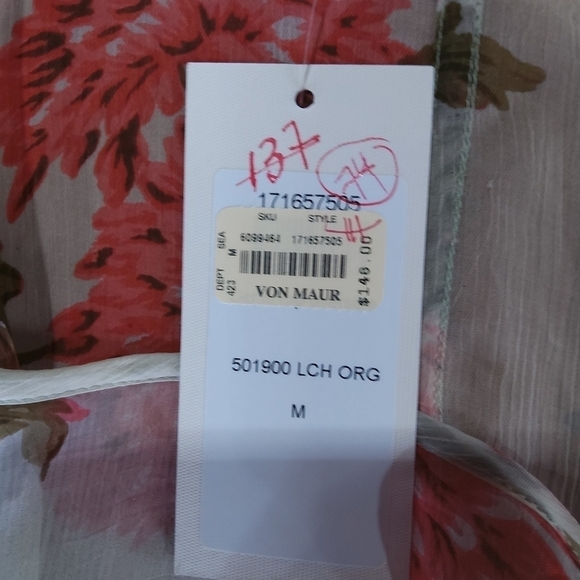 137
74
171657505
SKU STYLE
6099464 171657505
DEPT 423
M SEA
$148.00
VON MAUR
501900 LCH ORG
M